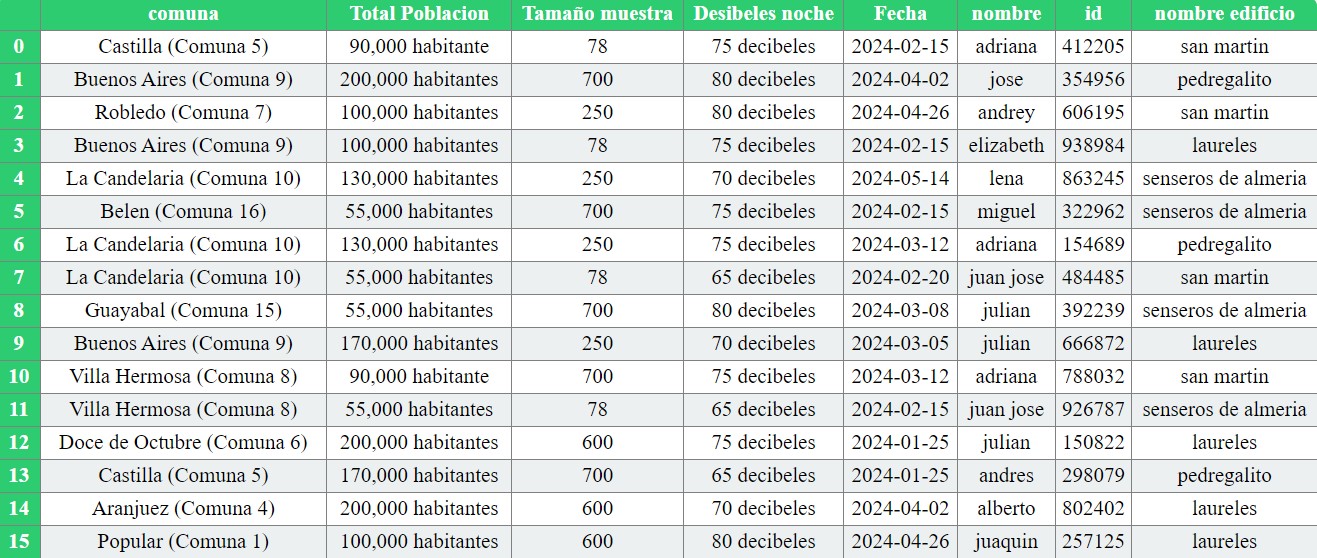 comuna Total Poblacion Tamaño muestra Desibeles noche Fecha nombre id nombre edificio
0 Castilla (Comuna 5) 90,000 habitante 78 75 decibeles 2024-02-15 adriana 412205 san martin
1 Buenos Aires (Comuna 9) 200,000 habitantes 700 80 decibeles 2024-04-02 jose 354956 pedregalito
2 Robledo (Comuna 7) 100,000 habitantes 250 80 decibeles 2024-04-26 andrey 606195 san martin
3 Buenos Aires (Comuna 9) 100,000 habitantes 78 75 decibeles 2024-02-15 elizabeth 938984 laureles
4 La Candelaria (Comuna 10) 130,000 habitantes 250 70 decibeles 2024-05-14 lena 863245 senseros de almeria
5 Belen (Comuna 16) 55,000 habitantes 700 75 decibeles 2024-02-15 miguel 322962 senseros de almeria
6 La Candelaria (Comuna 10) 130,000 habitantes 250 75 decibeles 2024-03-12 adriana 154689 pedregalito
7 La Candelaria (Comuna 10) 55,000 habitantes 78 65 decibeles 2024-02-20 juan jose 484485 san martin
8 Guayabal (Comuna 15) 55,000 habitantes 700 80 decibeles 2024-03-08 julian 392239 senseros de almeria
9 Buenos Aires (Comuna 9) 170,000 habitantes 250 70 decibeles 2024-03-05 julian 666872 laureles
10 Villa Hermosa (Comuna 8) 90,000 habitante 700 75 decibeles 2024-03-12 adriana 788032 san martin
11 Villa Hermosa (Comuna 8) 55,000 habitantes 78 65 decibeles 2024-02-15 juan jose 926787 senseros de almeria
12 Doce de Octubre (Comuna 6) 200,000 habitantes 600 75 decibeles 2024-01-25 julian 150822 laureles
13 Castilla (Comuna 5) 170,000 habitantes 700 65 decibeles 2024-01-25 andres 298079 pedregalito
14 Aranjuez (Comuna 4) 200,000 habitantes 600 70 decibeles 2024-04-02 alberto 802402 laureles
15 Popular (Comuna 1) 100,000 habitantes 600 80 decibeles 2024-04-26 juaquin 257125 laureles